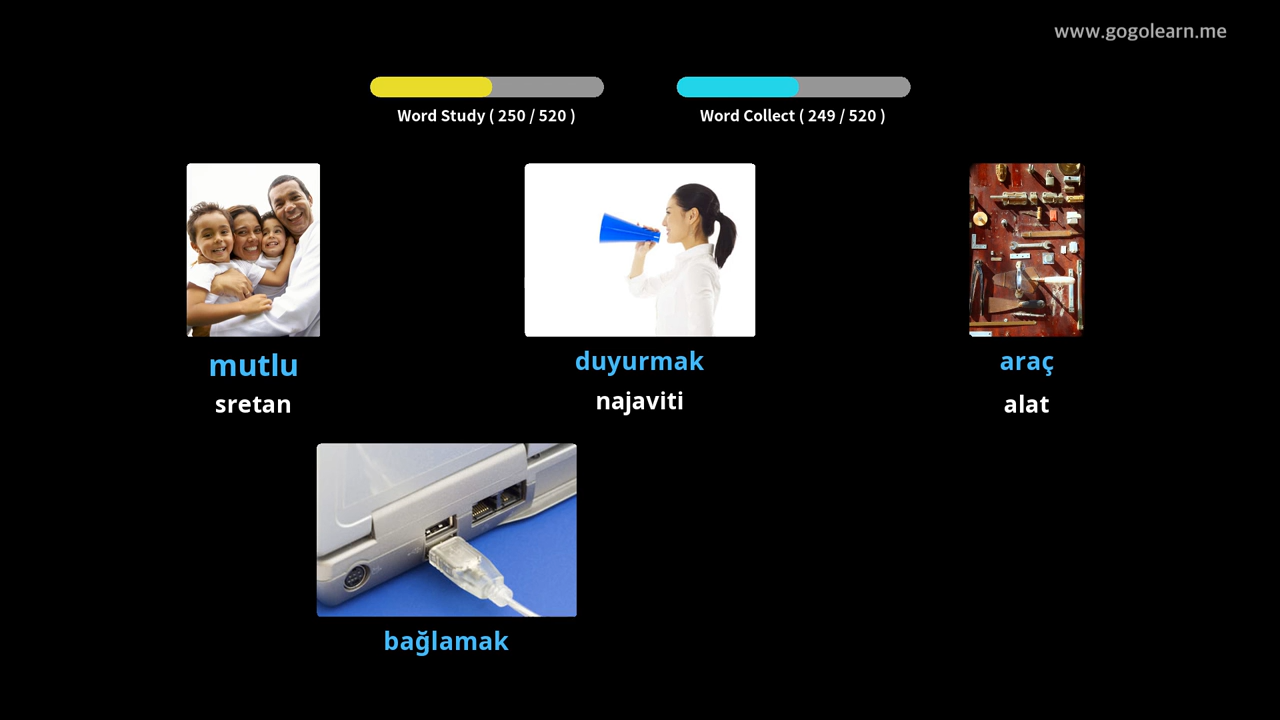 www.gogolearn.me
Word Study ( 250 / 520 )
Word Collect ( 249 / 520 )
mutlu
sretan
duyurmak
najaviti
araç
alat
bağlamak